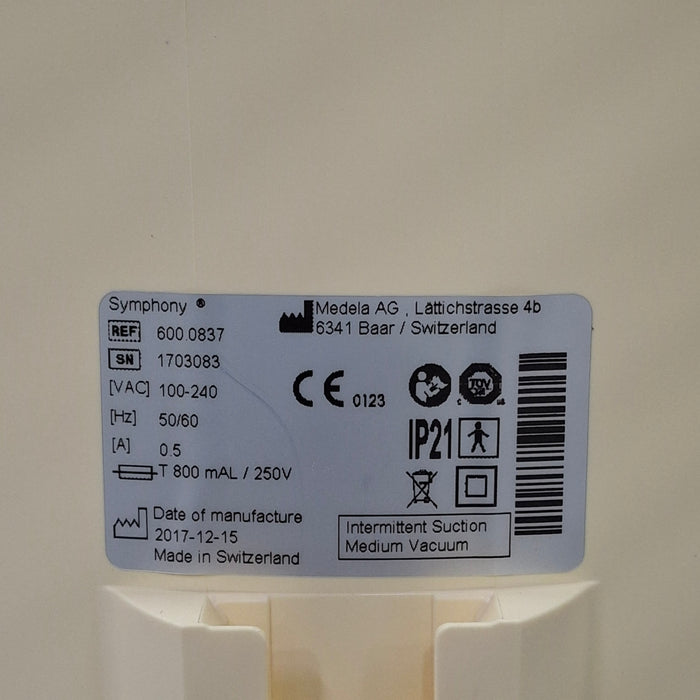 Symphony ®
REF 600.0837
SN 1703083
[VAC] 100-240
[Hz] 50/60
[A] 0.5
T 800 mAL / 250V
Date of manufacture
2017-12-15
Made in Switzerland
Medela AG , Lättichstrasse 4b
6341 Baar / Switzerland
CE 0123
TÜV
IP21
Intermittent Suction
Medium Vacuum